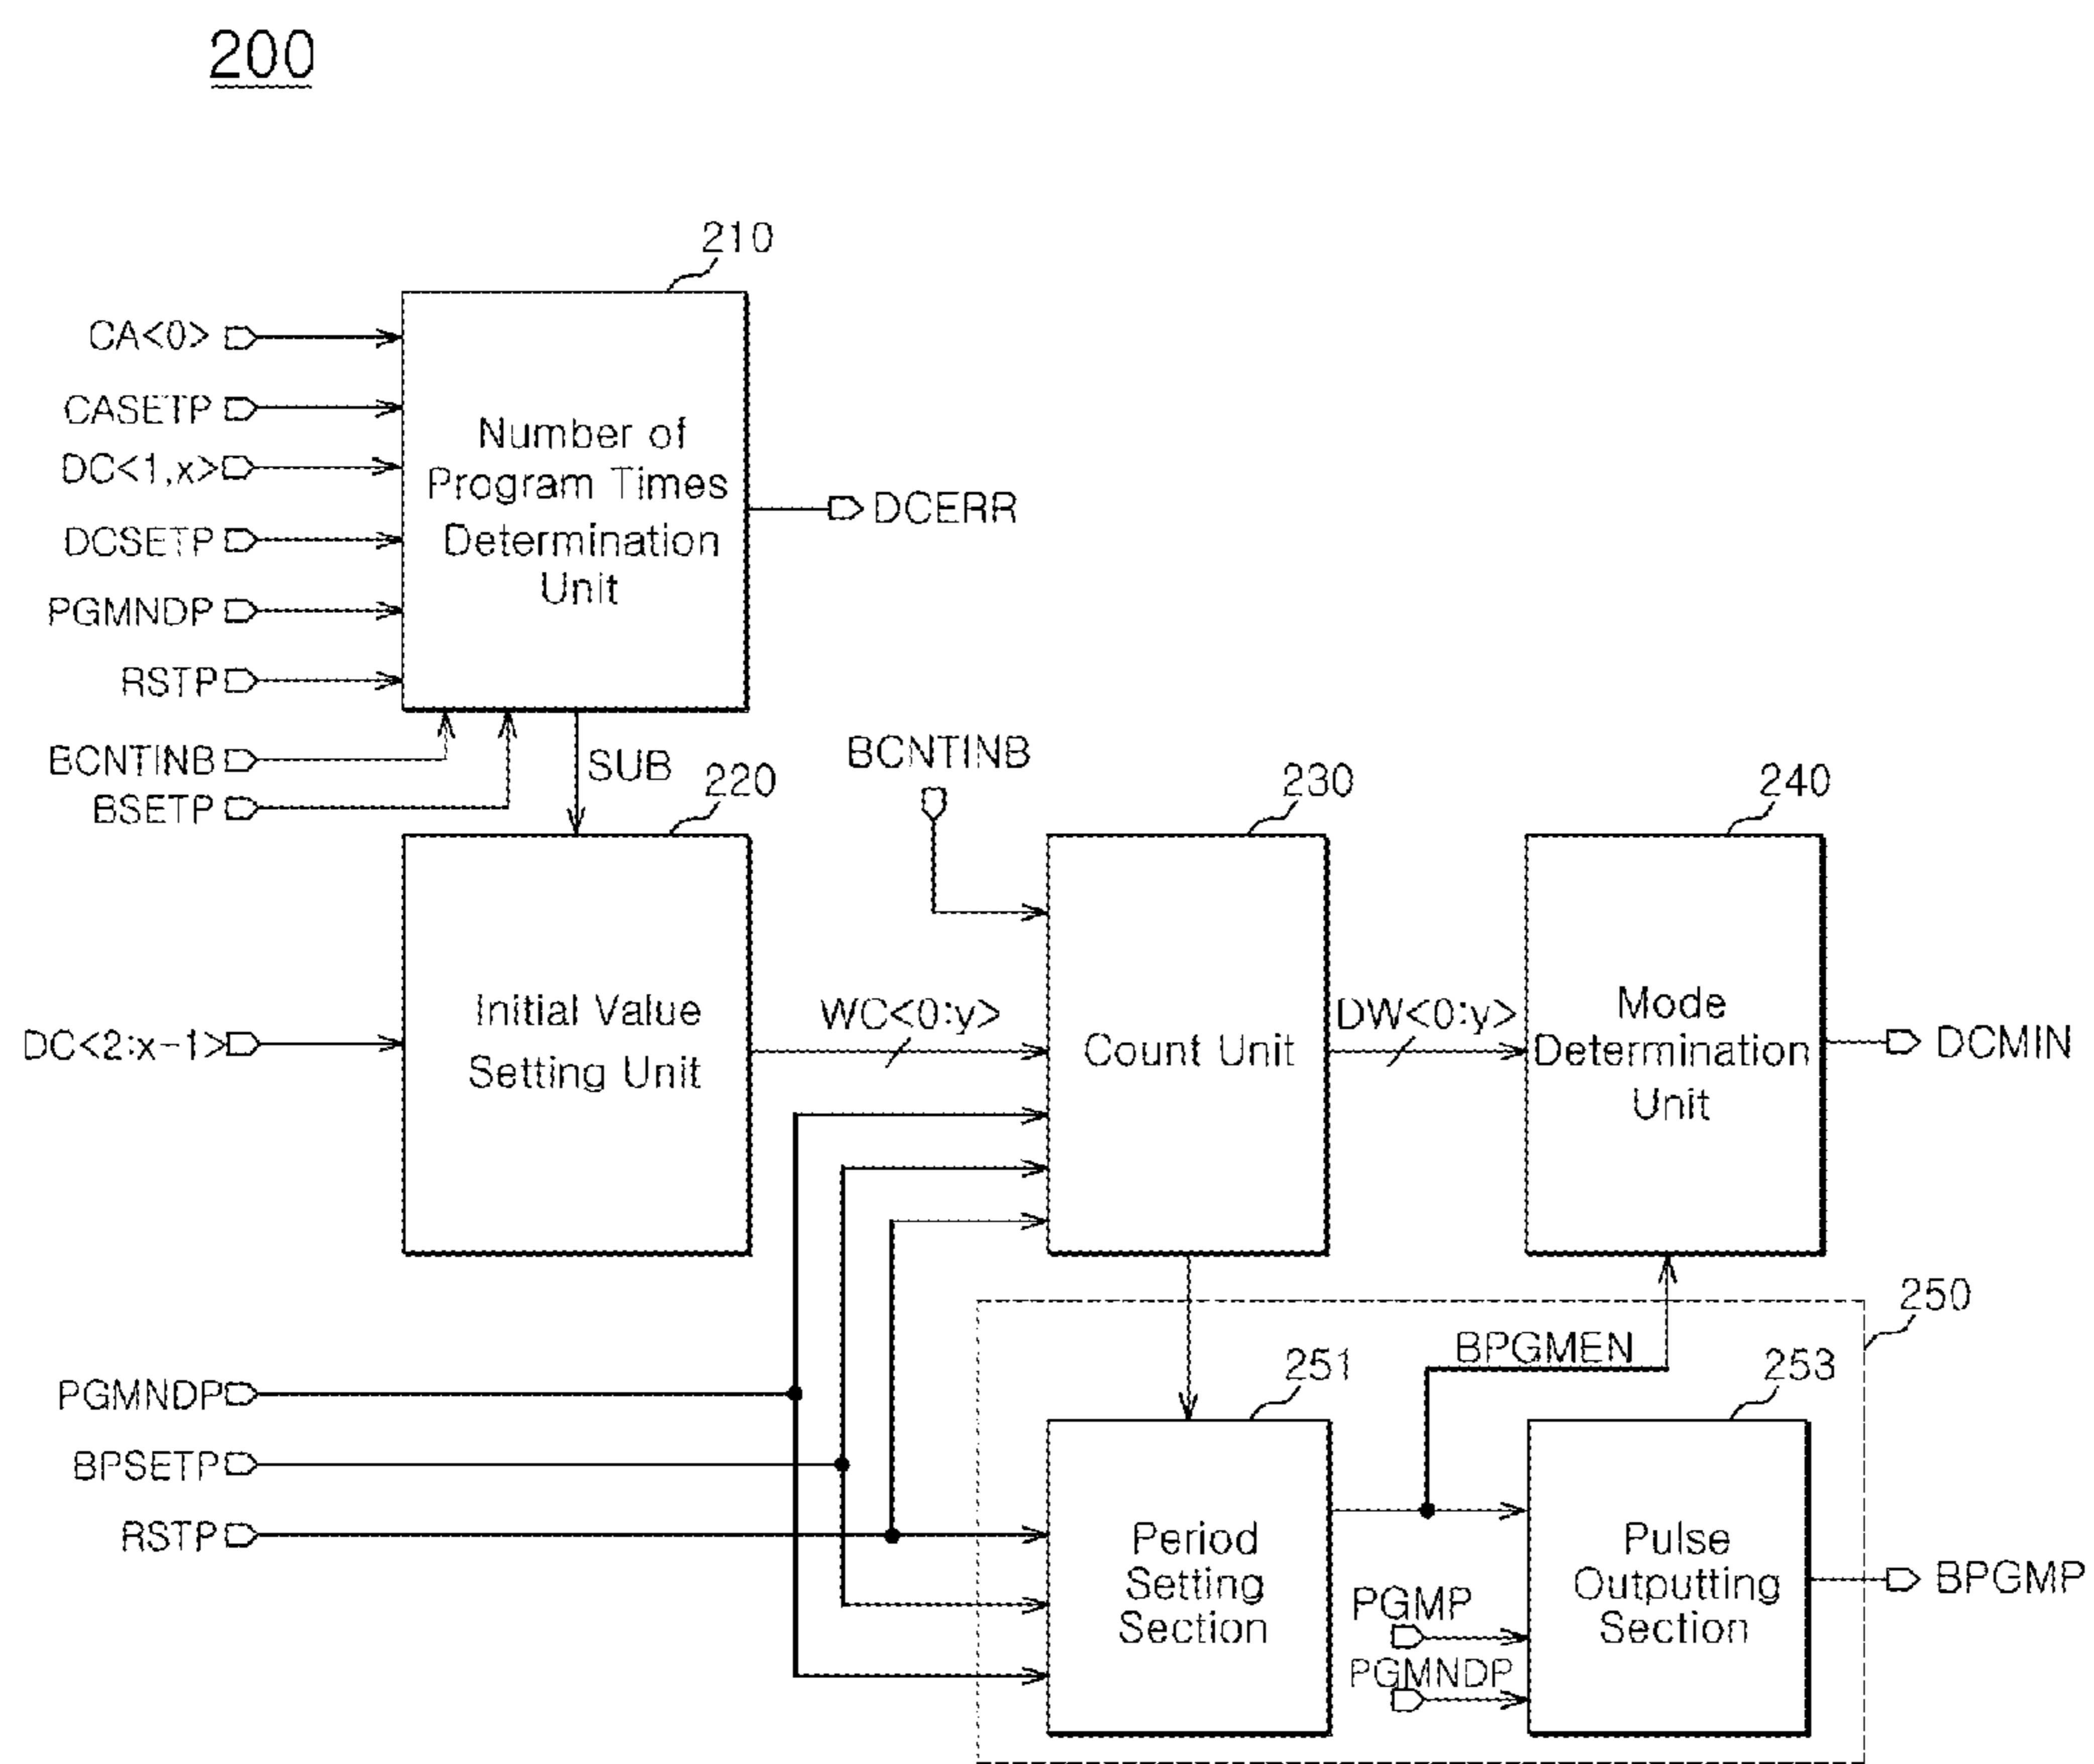 200
210
CA<0>
CASETP
DC<1,x>
DCSETP
PGMNDP
RSTP
BCNTINB
BSETP
Number of
Program Times
Determination
Unit
DCERR
SUB
220
BCNTINB
230
240
DC<2:x-1>
Initial Value
Setting Unit
WC<0:y>
Count Unit
DW<0:y>
Mode
Determination
Unit
DCMIN
250
BPGMEN
251
253
PGMNDP
BPSETP
RSTP
Period
Setting
Section
PGMP
PGMNDP
Pulse
Outputting
Section
BPGMP